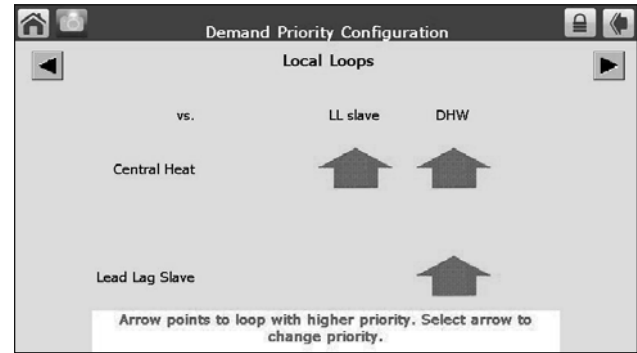 Demand Priority Configuration
Local Loops
vs. LL slave DHW
Central Heat
Lead Lag Slave
Arrow points to loop with higher priority. Select arrow to
change priority.